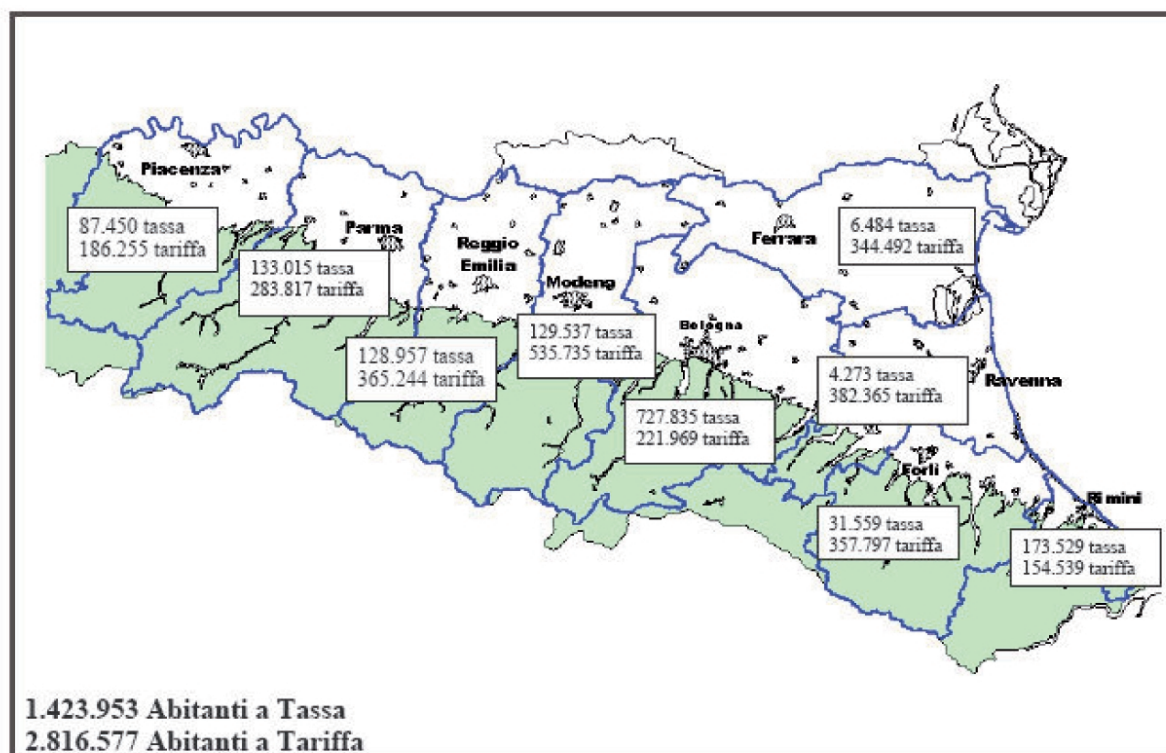 Piacenza
87.450 tassa
186.255 tariffa
Parma
133.015 tassa
283.817 tariffa
Reggio
Emilia
128.957 tassa
365.244 tariffa
Modena
129.537 tassa
535.735 tariffa
Bologna
727.835 tassa
221.969 tariffa
Ferrara
6.484 tassa
344.492 tariffa
Ravenna
4.273 tassa
382.365 tariffa
Forlì
31.559 tassa
357.797 tariffa
Rimini
173.529 tassa
154.539 tariffa
1.423.953 Abitanti a Tassa
2.816.577 Abitanti a Tariffa